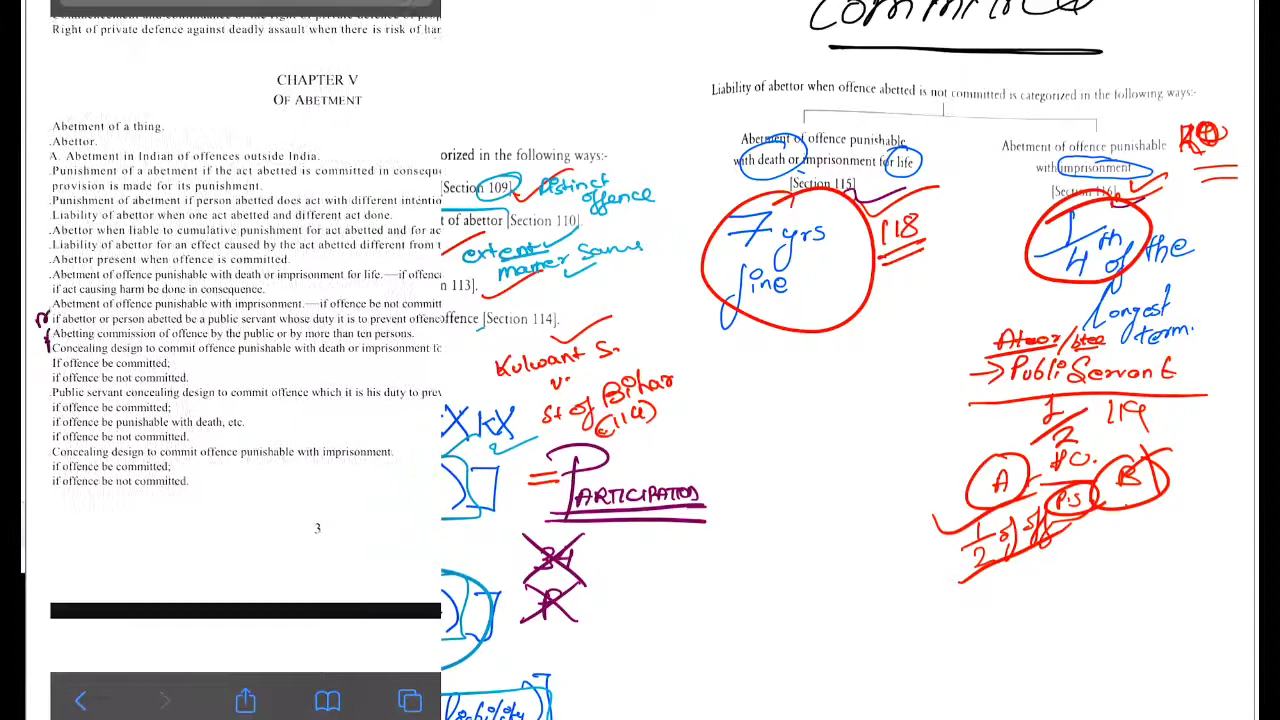 Right of private defence against deadly assault when there is risk of har
CHAPTER V
OF ABETMENT
Abetment of a thing.
Abettor.
A. Abetment in Indian of offences outside India.
Punishment of a abetment if the act abetted is committed in consequ
provision is made for its punishment.
Punishment of abetment if person abetted does act with different intentio
Liability of abettor when one act abetted and different act done.
Abettor when liable to cumulative punishment for act abetted and for ac
Liability of abettor for an effect caused by the act abetted different from t
Abettor present when offence is committed.
Abetment of offence punishable with death or imprisonment for life.—if offenc
if act causing harm be done in consequence.
Abetment of offence punishable with imprisonment.—if offence be not committ
if abettor or person abetted be a public servant whose duty it is to prevent offenc
Abetting commission of offence by the public or by more than ten persons.
Concealing design to commit offence punishable with death or imprisonment fo
If offence be committed;
if offence be not committed.
Public servant concealing design to commit offence which it is his duty to prev
if offence be committed;
if offence be punishable with death, etc.
if offence be not committed.
Concealing design to commit offence punishable with imprisonment.
if offence be committed;
if offence be not committed.
3
orized in the following ways:-
[Section 109]
Distinct
offence
t of abettor [Section 110].
extent
manner same
n 113].
offence [Section 114].
Kulwant S.
v.
St of Bihar
(114)
= PARTICIPATED
34
Liability
committed
Liability of abettor when offence abetted is not committed is categorized in the following ways:-
Abetment of offence punishable
with death or imprisonment for life
[Section 115]
7 yrs
fine
118
Abetment of offence punishable
with imprisonment
[Section 116]
1/4 th of the
longest
term.
→ Public Servant
1/2
119
A
P.S
B
1/2 of off